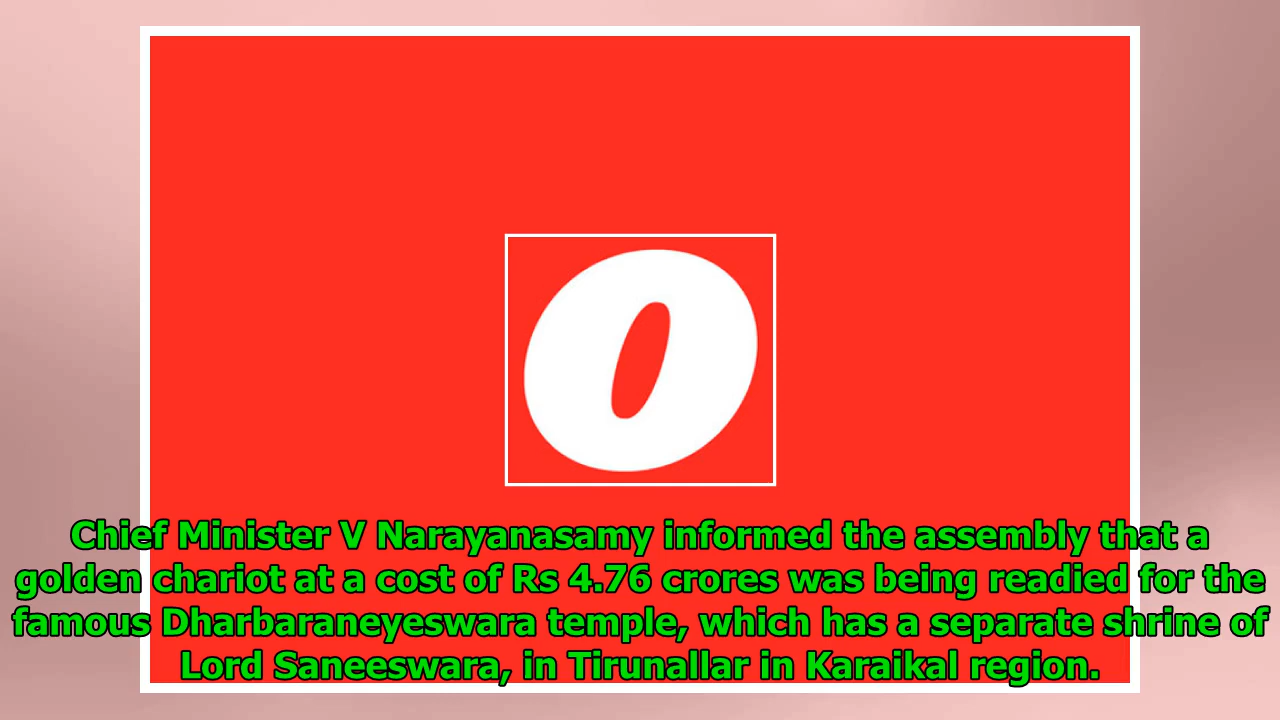 O
Chief Minister V Narayanasamy informed the assembly that a
golden chariot at a cost of Rs 4.76 crores was being readied for the
famous Dharbaraneyeswara temple, which has a separate shrine of
Lord Saneeswara, in Tirunallar in Karaikal region.